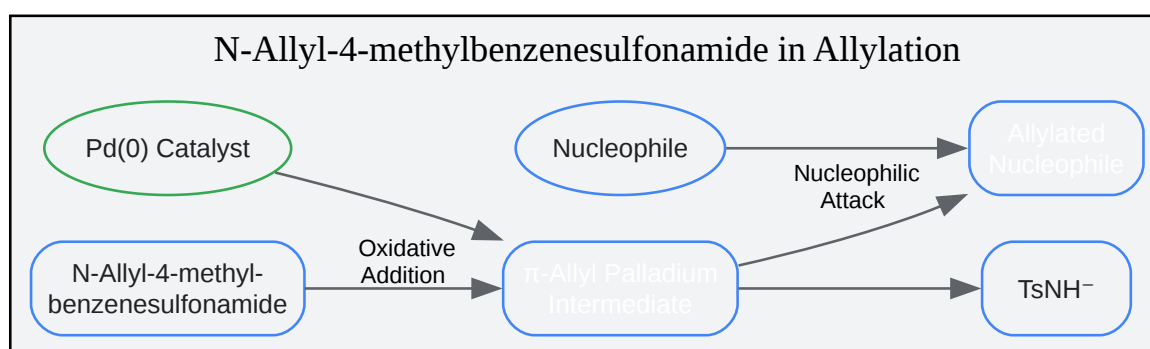 N-Allyl-4-methylbenzenesulfonamide in Allylation
Pd(0) Catalyst
Nucleophile
Allylated
Nucleophile
Nucleophilic
Attack
N-Allyl-4-methyl-
benzenesulfonamide
Oxidative
Addition
π-Allyl Palladium
Intermediate
TsNH⁻